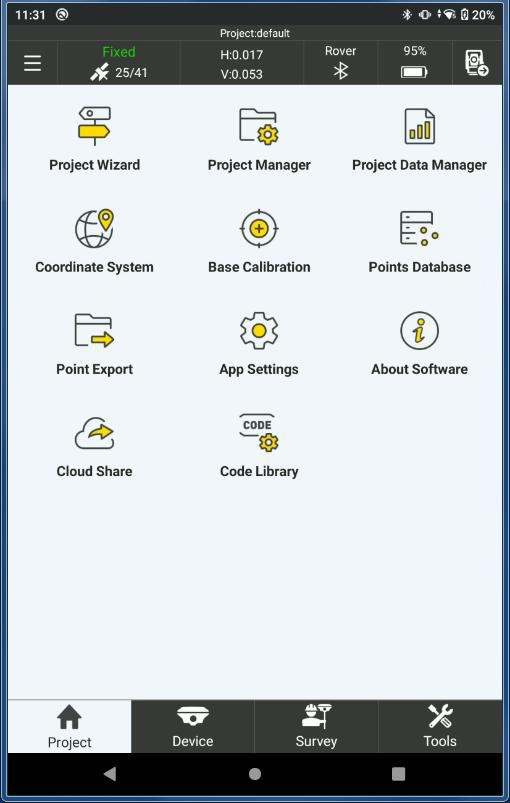 11:31 20%
Project:default
Fixed
25/41
H:0.017
V:0.053
Rover
95%
Project Wizard Project Manager Project Data Manager
Coordinate System Base Calibration Points Database
Point Export App Settings About Software
CODE
Cloud Share Code Library
Project Device Survey Tools